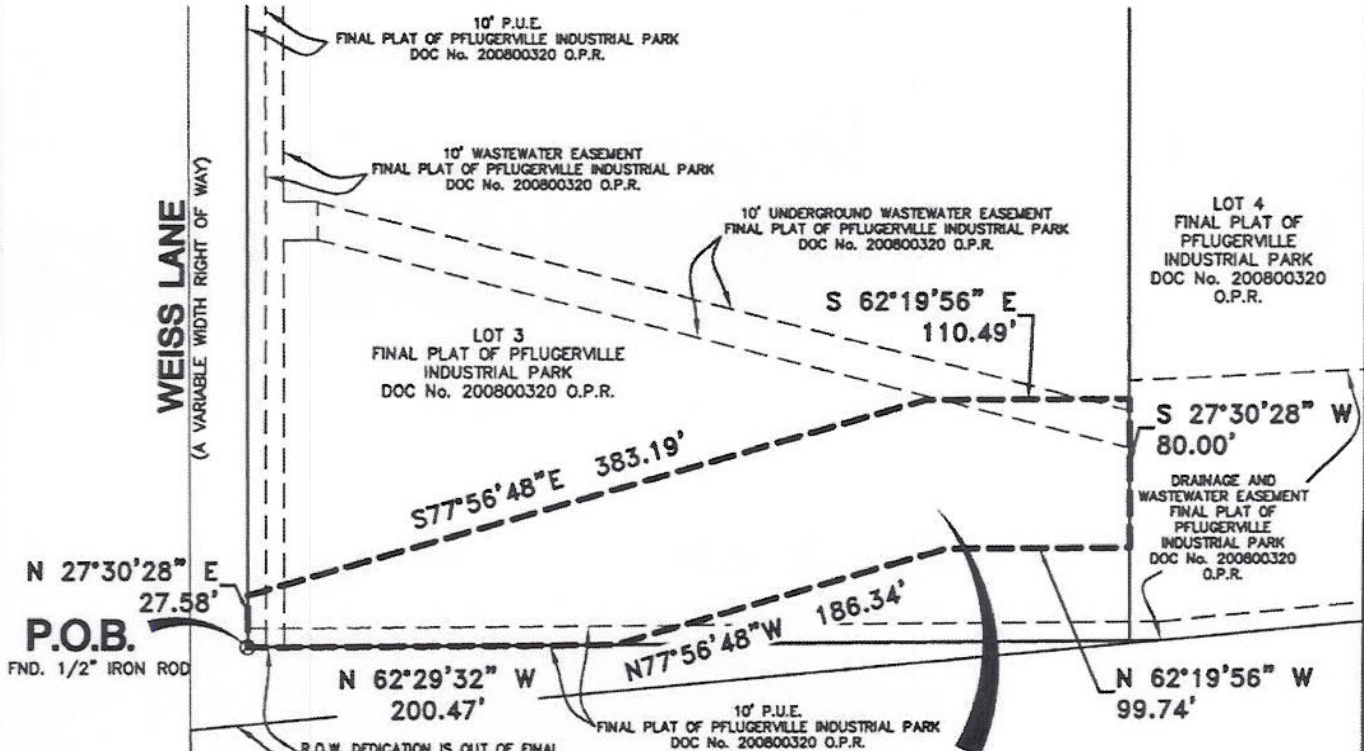 10' P.U.E.
FINAL PLAT OF PFLUGERVILLE INDUSTRIAL PARK
DOC No. 200800320 O.P.R.
10' WASTEWATER EASEMENT
FINAL PLAT OF PFLUGERVILLE INDUSTRIAL PARK
DOC No. 200800320 O.P.R.
WEISS LANE
(A VARIABLE WIDTH RIGHT OF WAY)
10' UNDERGROUND WASTEWATER EASEMENT
FINAL PLAT OF PFLUGERVILLE INDUSTRIAL PARK
DOC No. 200800320 O.P.R.
LOT 4
FINAL PLAT OF
PFLUGERVILLE
INDUSTRIAL PARK
DOC No. 200800320
O.P.R.
S 62°19'56" E
110.49'
LOT 3
FINAL PLAT OF PFLUGERVILLE
INDUSTRIAL PARK
DOC No. 200800320 O.P.R.
S 27°30'28" W
80.00'
S77°56'48"E 383.19'
DRAINAGE AND
WASTEWATER EASEMENT
FINAL PLAT OF
PFLUGERVILLE
INDUSTRIAL PARK
DOC No. 200800320
O.P.R.
N 27°30'28" E
27.58'
P.O.B.
FND. 1/2" IRON ROD
N77°56'48"W 186.34'
N 62°29'32" W
200.47'
N 62°19'56" W
99.74'
10' P.U.E.
FINAL PLAT OF PFLUGERVILLE INDUSTRIAL PARK
DOC No. 200800320 O.P.R.
R.O.W. DEDICATION IS OUT OF FINAL